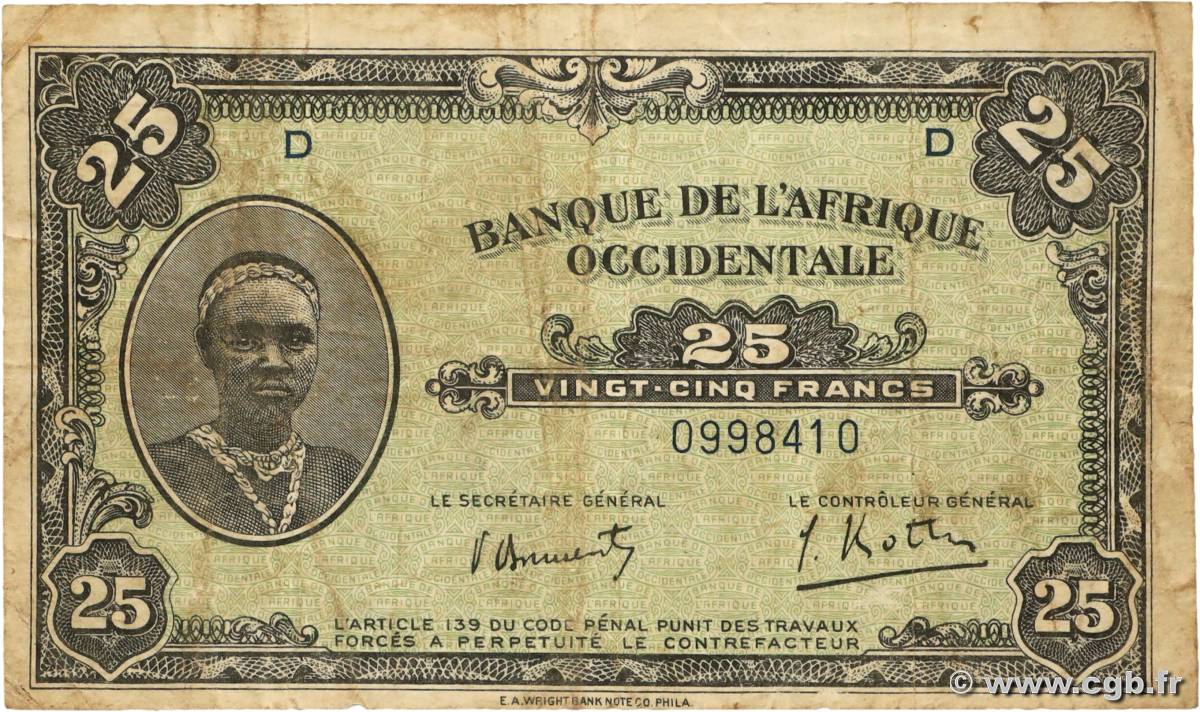 25
25
D
D
BANQUE DE L'AFRIQUE
OCCIDENTALE
25
VINGT-CINQ FRANCS
0998410
LE SECRÉTAIRE GÉNÉRAL
LE CONTRÔLEUR GÉNÉRAL
25
25
L'ARTICLE 139 DU CODE PÉNAL PUNIT DES TRAVAUX
FORCÉS A PERPETUITÉ LE CONTREFACTEUR
E.A.WRIGHT BANK NOTE CO. PHILA.
© www.cgb.fr